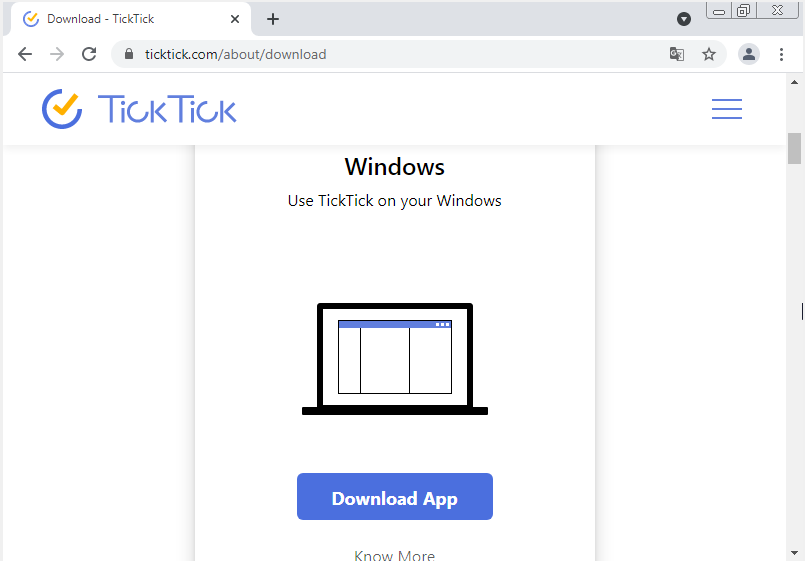 Download - TickTick
ticktick.com/about/download
TickTick
Windows
Use TickTick on your Windows
Download App
Know More